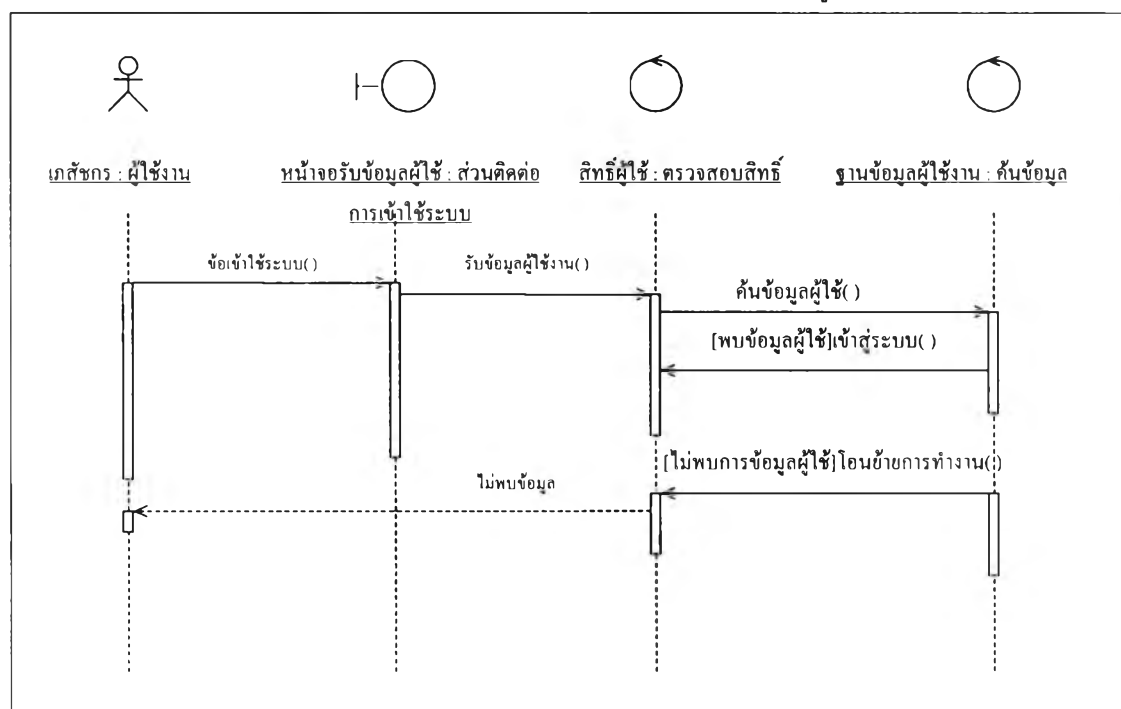 เภสัชกร : ผู้ใช้งาน
หน้าจอรับข้อมูลผู้ใช้ : ส่วนติดต่อ
การเข้าใช้ระบบ
สิทธิ์ผู้ใช้ : ตรวจสอบสิทธิ์
ฐานข้อมูลผู้ใช้งาน : ค้นข้อมูล
ข้อเข้าใช้ระบบ()
รับข้อมูลผู้ใช้งาน()
ค้นข้อมูลผู้ใช้( )
[พบข้อมูลผู้ใช้]เข้าสู่ระบบ( )
[ไม่พบการข้อมูลผู้ใช้]โอนย้ายการทำงาน()
ไม่พบข้อมูล